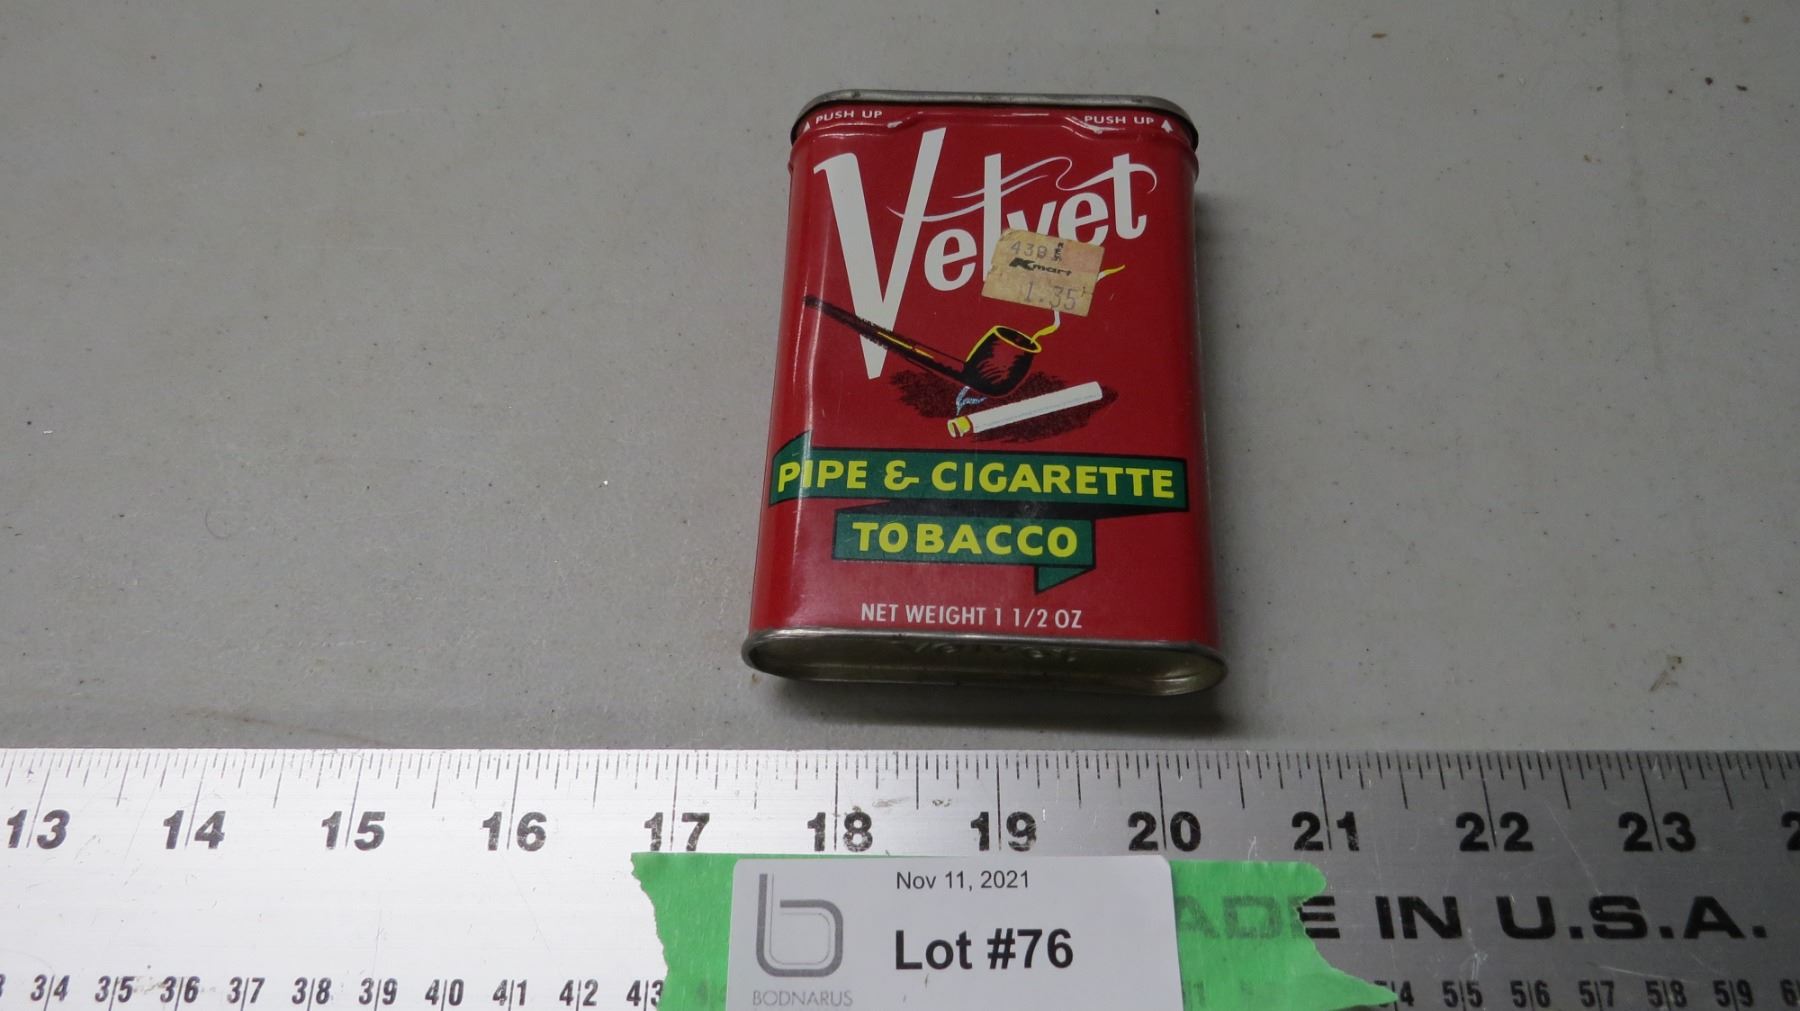 PUSH UP PUSH UP
Velvet
Kmart
1.35
PIPE & CIGARETTE
TOBACCO
NET WEIGHT 1 1/2 OZ
13 14 15 16 17 18 19 20 21 22 23
Nov 11, 2021
Lot #76
BODNARUS
ADE IN U.S.A.
34 35 36 37 38 39 40 41 42 43 54 55 56 57 58 59